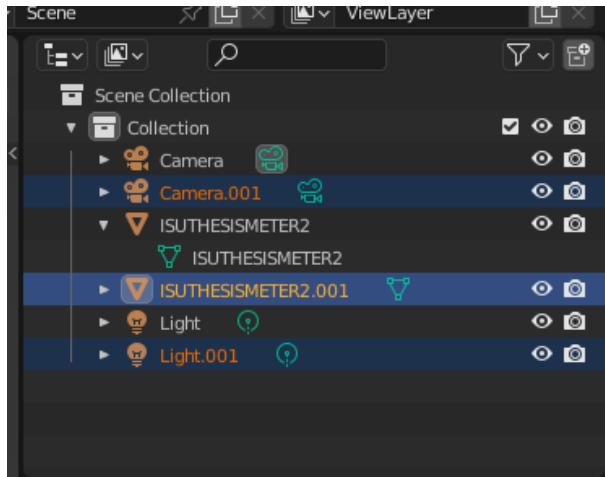 Scene
ViewLayer
Scene Collection
Collection
Camera
Camera.001
ISUTHESISMETER2
ISUTHESISMETER2
ISUTHESISMETER2.001
Light
Light.001